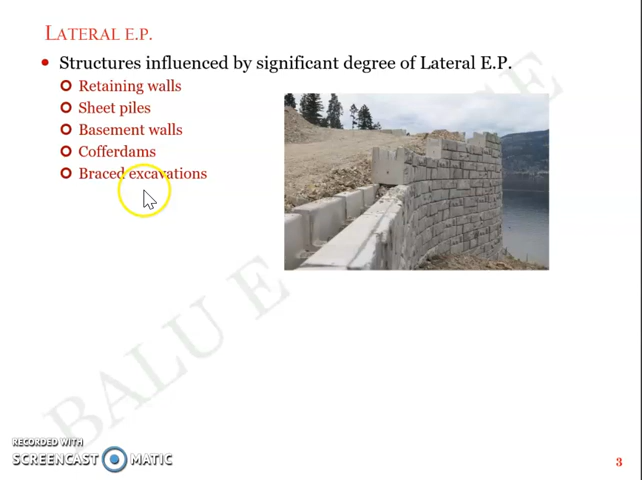 LATERAL E.P.
Structures influenced by significant degree of Lateral E.P.
Retaining walls
Sheet piles
Basement walls
Cofferdams
Braced excavations
BALU E
RECORDED WITH
SCREENCAST MATIC
3